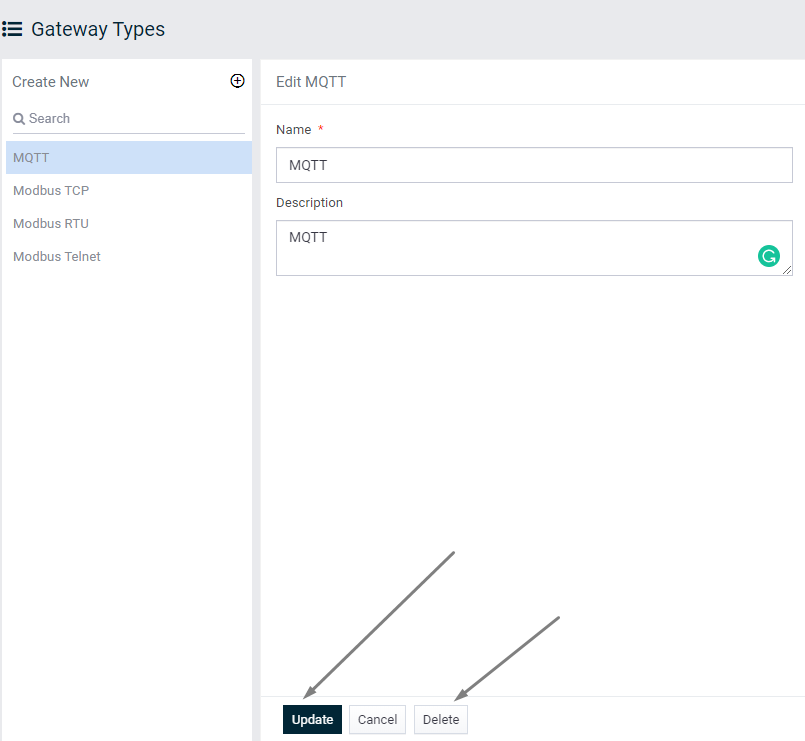 Gateway Types
Create New
Search
MQTT
Modbus TCP
Modbus RTU
Modbus Telnet
Edit MQTT
Name *
MQTT
Description
MQTT
Update Cancel Delete